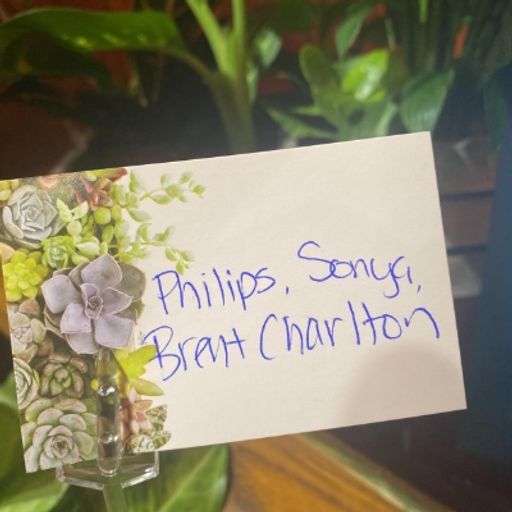 Philips, Sonya,
Brent Charlton